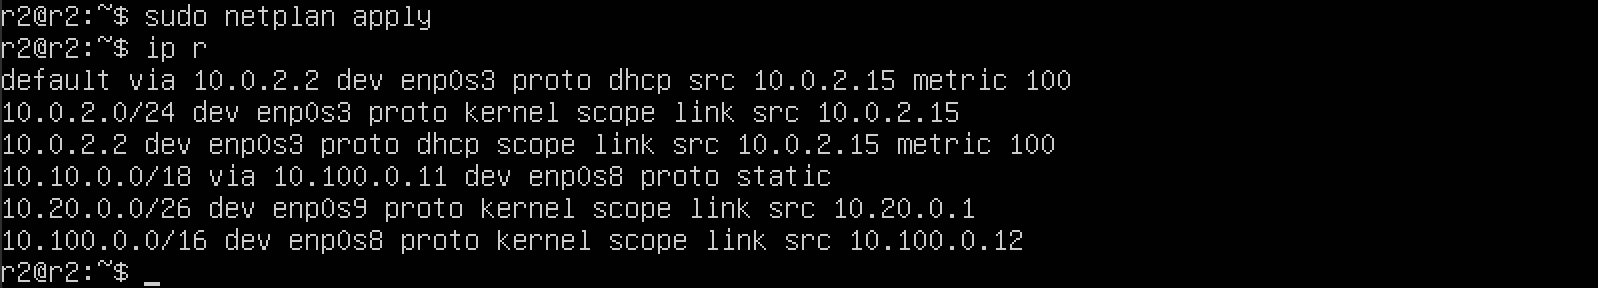 r2@r2:~$ sudo netplan apply
r2@r2:~$ ip r
default via 10.0.2.2 dev enp0s3 proto dhcp src 10.0.2.15 metric 100
10.0.2.0/24 dev enp0s3 proto kernel scope link src 10.0.2.15
10.0.2.2 dev enp0s3 proto dhcp scope link src 10.0.2.15 metric 100
10.10.0.0/18 via 10.100.0.11 dev enp0s8 proto static
10.20.0.0/26 dev enp0s9 proto kernel scope link src 10.20.0.1
10.100.0.0/16 dev enp0s8 proto kernel scope link src 10.100.0.12
r2@r2:~$ _